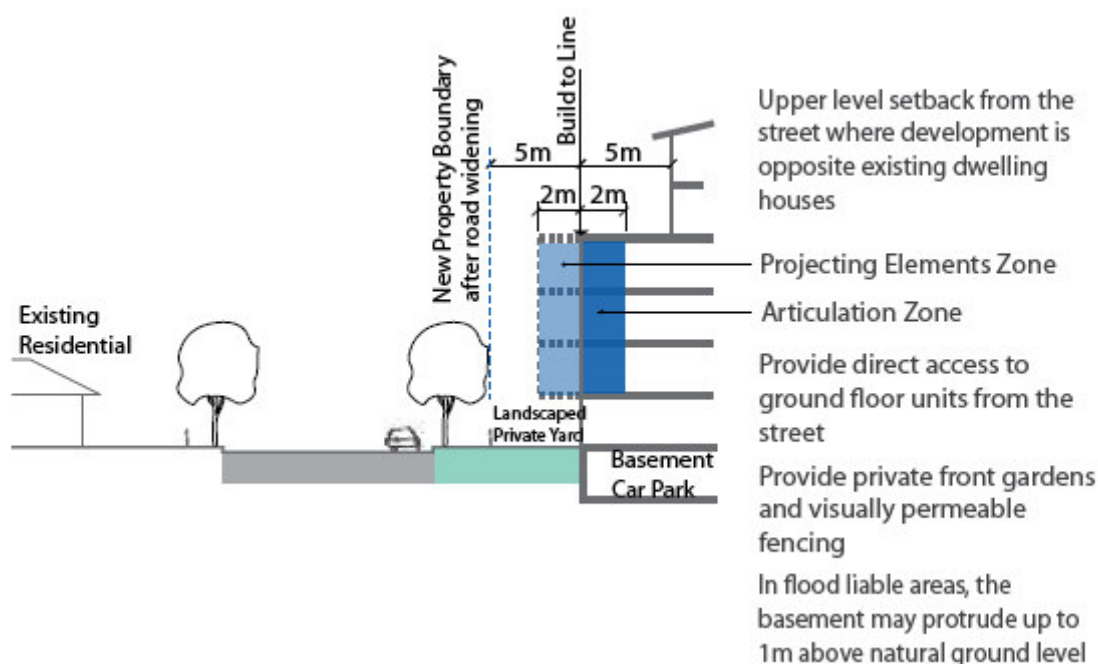 New Property Boundary
after road widening
Build to Line
5m
5m
2m
2m
Upper level setback from the
street where development is
opposite existing dwelling
houses
Projecting Elements Zone
Articulation Zone
Existing
Residential
Provide direct access to
ground floor units from the
street
Landscaped
Private Yard
Basement
Car Park
Provide private front gardens
and visually permeable
fencing
In flood liable areas, the
basement may protrude up to
1m above natural ground level